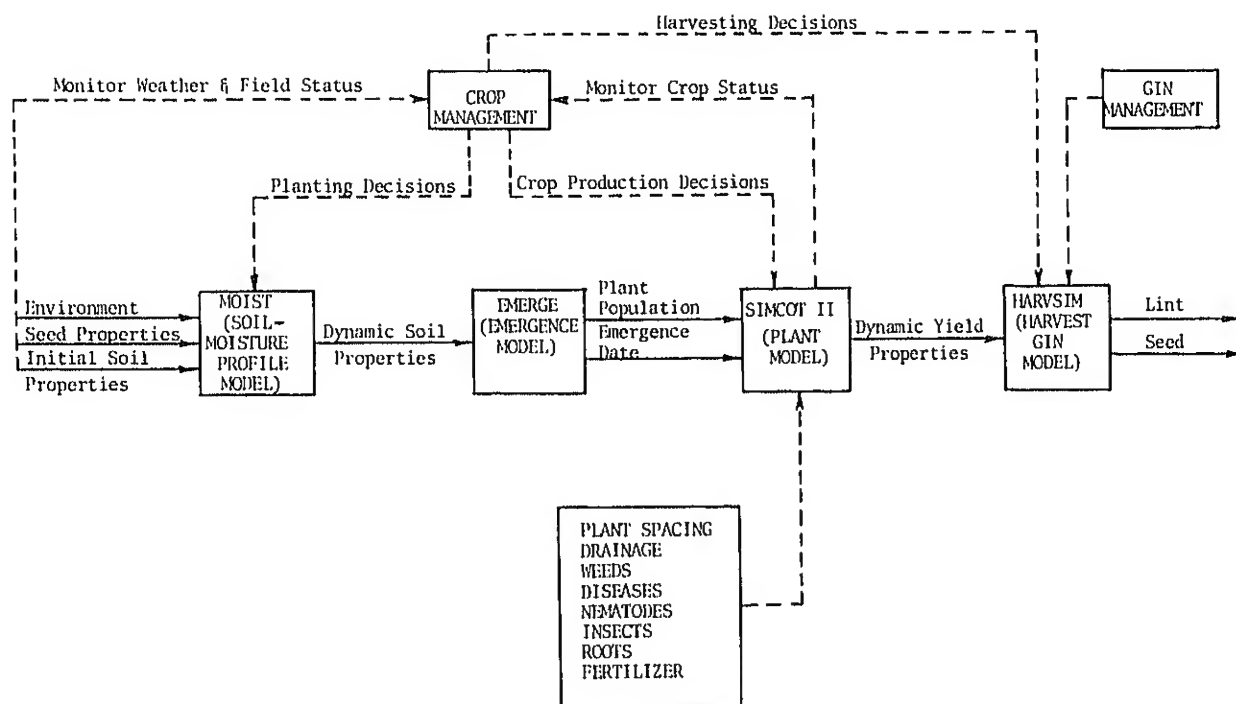 Harvesting Decisions
Monitor Weather & Field Status
CROP
MANAGEMENT
Monitor Crop Status
GIN
MANAGEMENT
Planting Decisions
Crop Production Decisions
Environment
Seed Properties
Initial Soil
Properties
MOIST
(SOIL-
MOISTURE
PROFILE
MODEL)
Dynamic Soil
Properties
EMERGE
(EMERGENCE
MODEL)
Plant
Population
Emergence
Date
SIMCOT II
(PLANT
MODEL)
Dynamic Yield
Properties
HARVSIM
(HARVEST
GIN
MODEL)
Lint
Seed
PLANT SPACING
DRAINAGE
WEEDS
DISEASES
NEMATODES
INSECTS
ROOTS
FERTILIZER